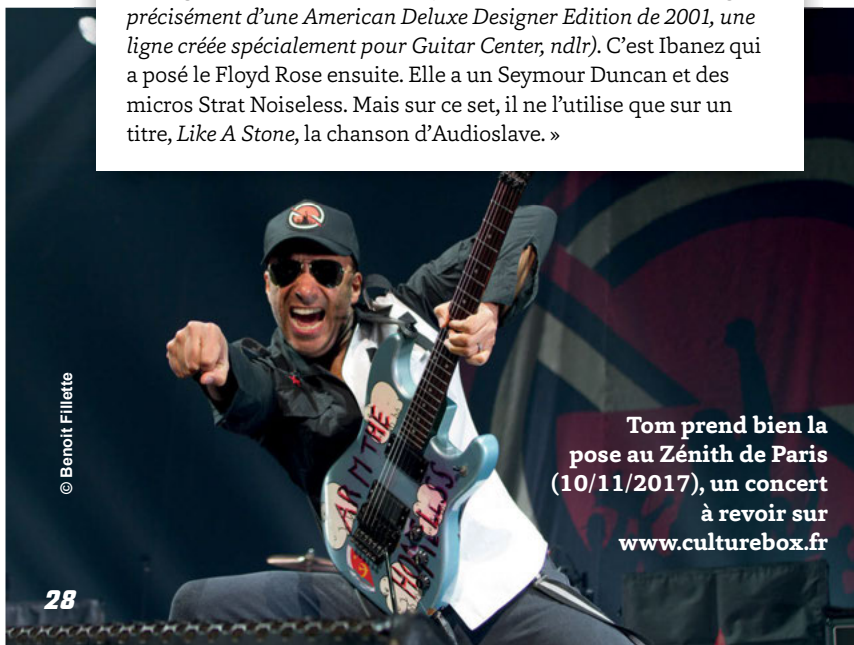 précisément d’une American Deluxe Designer Edition de 2001, une
ligne créée spécialement pour Guitar Center, ndlr). C’est Ibanez qui
a posé le Floyd Rose ensuite. Elle a un Seymour Duncan et des
micros Strat Noiseless. Mais sur ce set, il ne l’utilise que sur un
titre, Like A Stone, la chanson d’Audioslave. »
© Benoit Fillette
ARM THE
HOMELESS
Tom prend bien la
pose au Zénith de Paris
(10/11/2017), un concert
à revoir sur
www.culturebox.fr
28